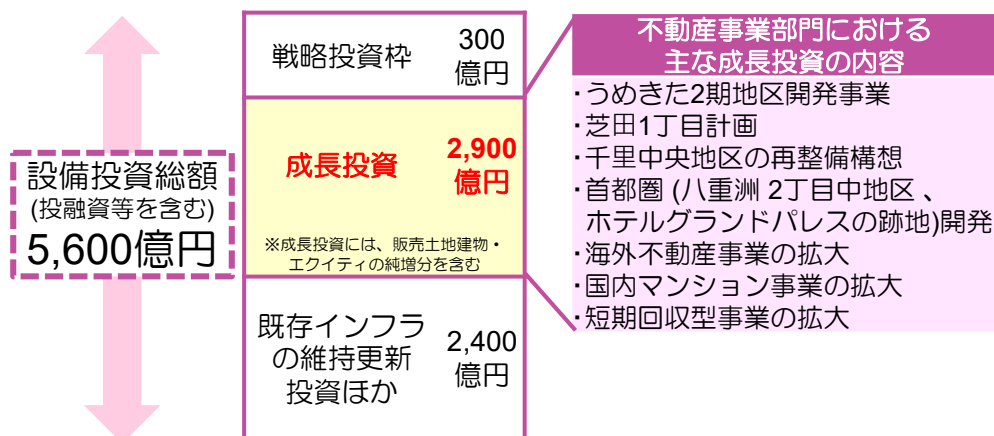 設備投資総額
(投融資等を含む)
5,600億円
戦略投資枠
300
億円
成長投資
2,900
億円
※成長投資には、販売土地建物・
エクイティの純増分を含む
既存インフラ
の維持更新
投資ほか
2,400
億円
不動産事業部門における
主な成長投資の内容
・うめきた2期地区開発事業
・芝田1丁目計画
・千里中央地区の再整備構想
・首都圏 (八重洲 2丁目中地区 、
ホテルグランドパレスの跡地)開発
・海外不動産事業の拡大
・国内マンション事業の拡大
・短期回収型事業の拡大